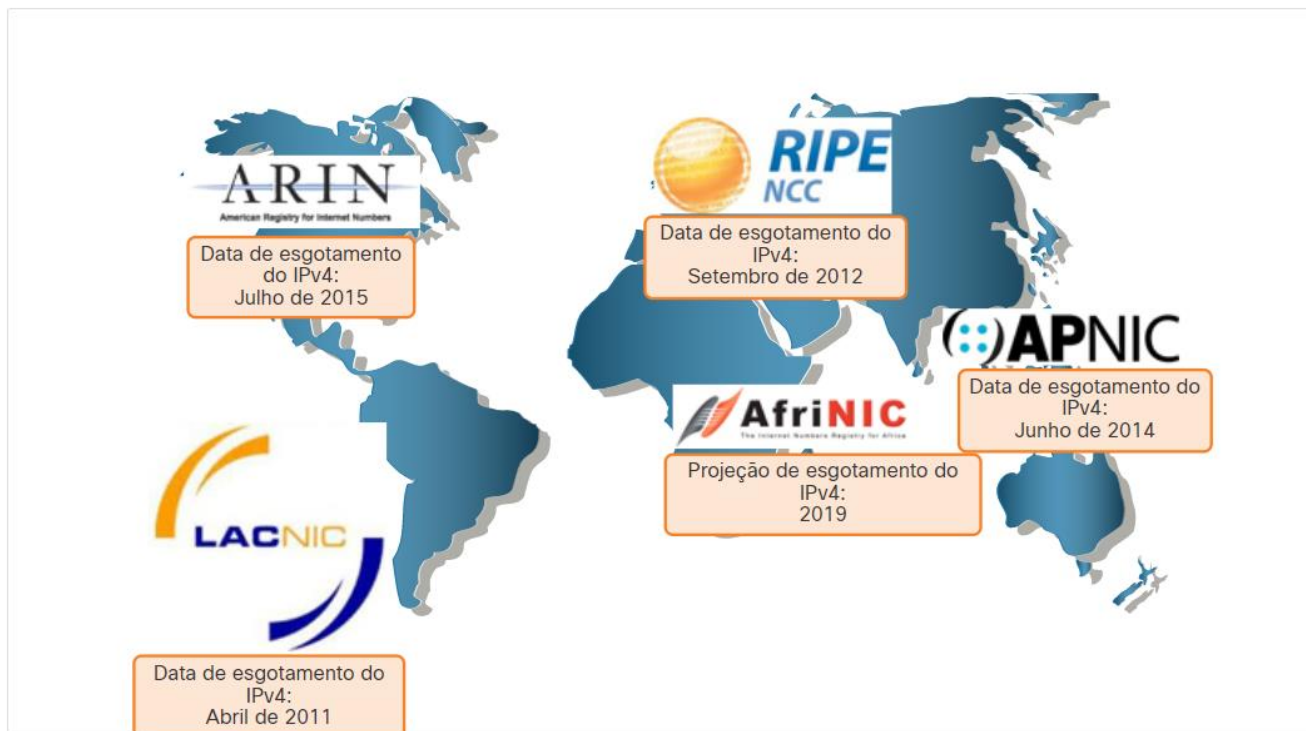 ARIN
American Registry for Internet Numbers
Data de esgotamento
do IPv4:
Julho de 2015
RIPE
NCC
Data de esgotamento do
IPv4:
Setembro de 2012
APNIC
Data de esgotamento do
IPv4:
Junho de 2014
AfriNIC
The Internet Numbers Registry for Africa
Projeção de esgotamento do
IPv4:
2019
LACNIC
Data de esgotamento do
IPv4:
Abril de 2011